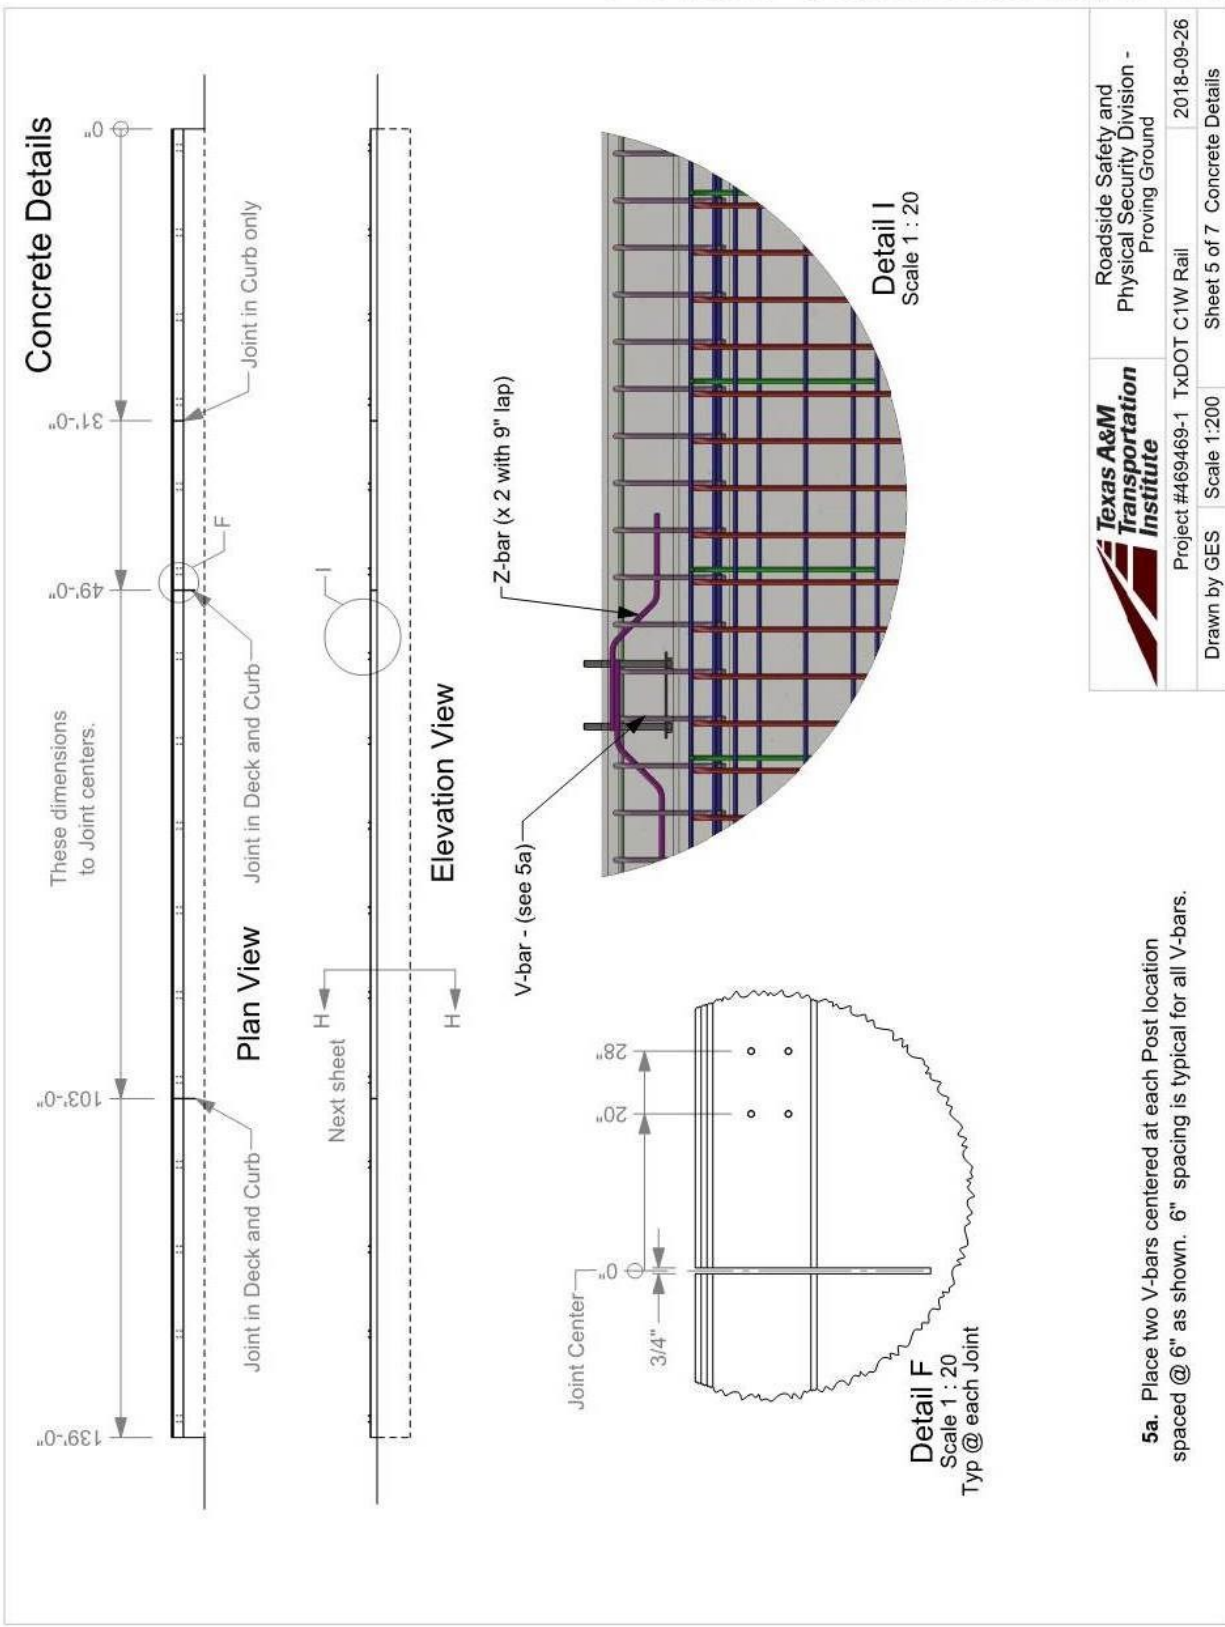 Concrete Details
139'-0"
103'-0"
49'-0"
31'-0"
0"
These dimensions
to Joint centers.
F
Joint in Deck and Curb
Plan View
Joint in Deck and Curb
Joint in Curb only
H
Next sheet
H
I
Elevation View
V-bar - (see 5a)
Z-bar (x 2 with 9" lap)
Detail I
Scale 1 : 20
Joint Center
0"
20"
28"
3/4"
Detail F
Scale 1 : 20
Typ @ each Joint
5a. Place two V-bars centered at each Post location
spaced @ 6" as shown. 6" spacing is typical for all V-bars.
Texas A&M
Transportation
Institute
Roadside Safety and
Physical Security Division -
Proving Ground
Project #469469-1 TxDOT C1W Rail
2018-09-26
Drawn by GES
Scale 1:200
Sheet 5 of 7 Concrete Details